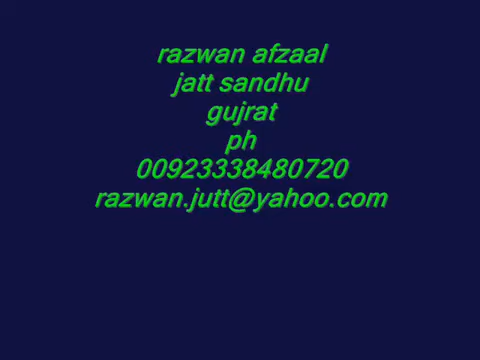 razwan afzaal
jatt sandhu
gujrat
ph
00923338480720
razwan.jutt@yahoo.com